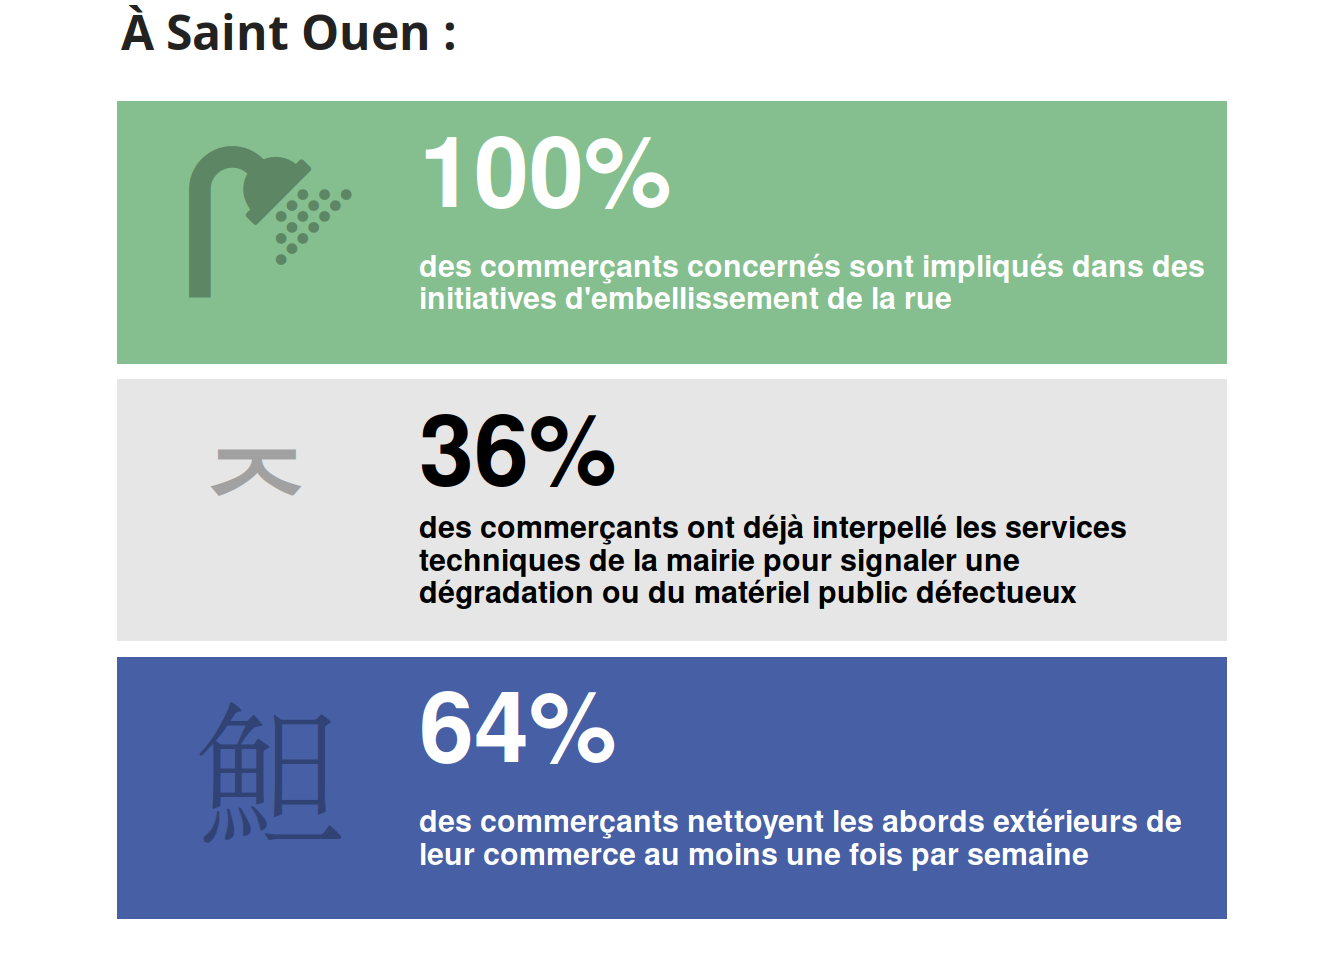 À Saint Ouen :
100%
des commerçants concernés sont impliqués dans des
initiatives d'embellissement de la rue
ㅈ
36%
des commerçants ont déjà interpellé les services
techniques de la mairie pour signaler une
dégradation ou du matériel public défectueux
䱇
64%
des commerçants nettoyent les abords extérieurs de
leur commerce au moins une fois par semaine